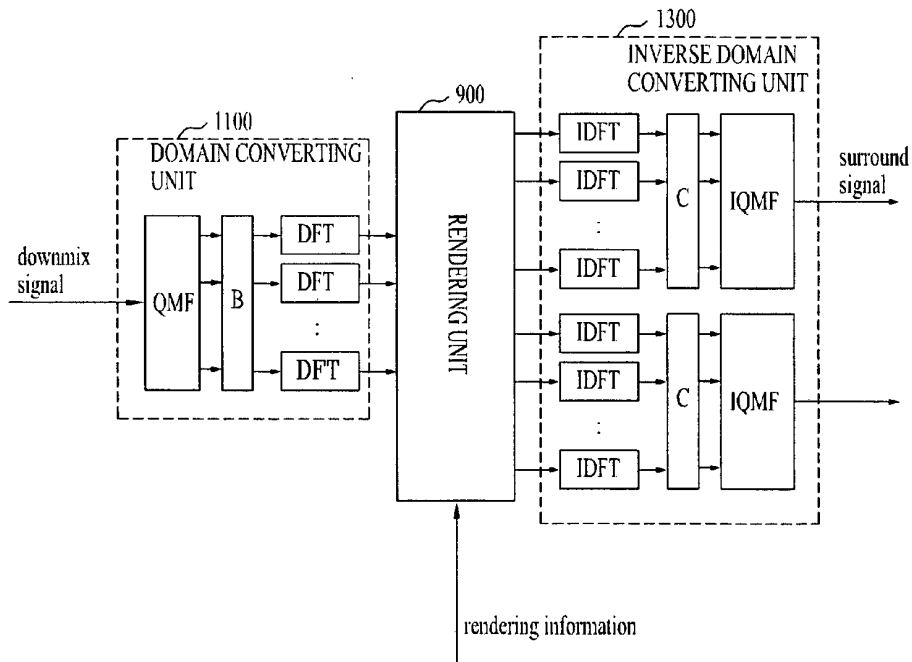 1300
INVERSE DOMAIN
CONVERTING UNIT
900
1100
DOMAIN CONVERTING
UNIT
downmix
signal
QMF
B
DFT
DFT
:
DFT
RENDERING UNIT
IDFT
IDFT
:
IDFT
C
IQMF
surround
signal
IDFT
IDFT
:
IDFT
C
IQMF
rendering information